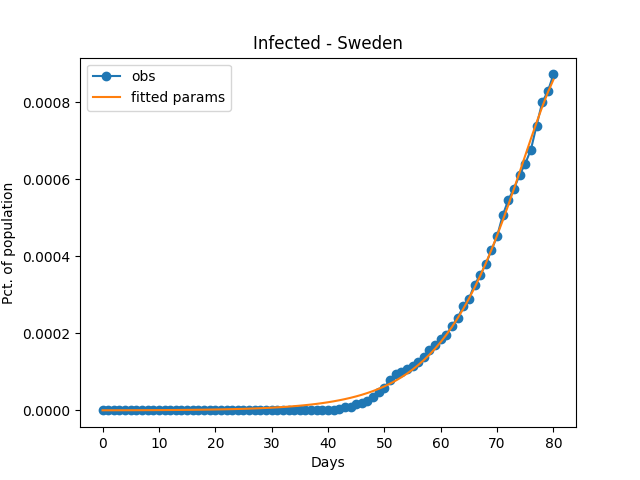 Infected - Sweden
obs
fitted params
Pct. of population
0.0008
0.0006
0.0004
0.0002
0.0000
0 10 20 30 40 50 60 70 80
Days